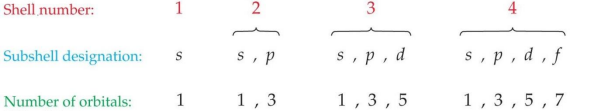 Shell number: 1 2 3 4
Subshell designation: s s , p s , p , d s , p , d , f
Number of orbitals: 1 1 , 3 1 , 3 , 5 1 , 3 , 5 , 7